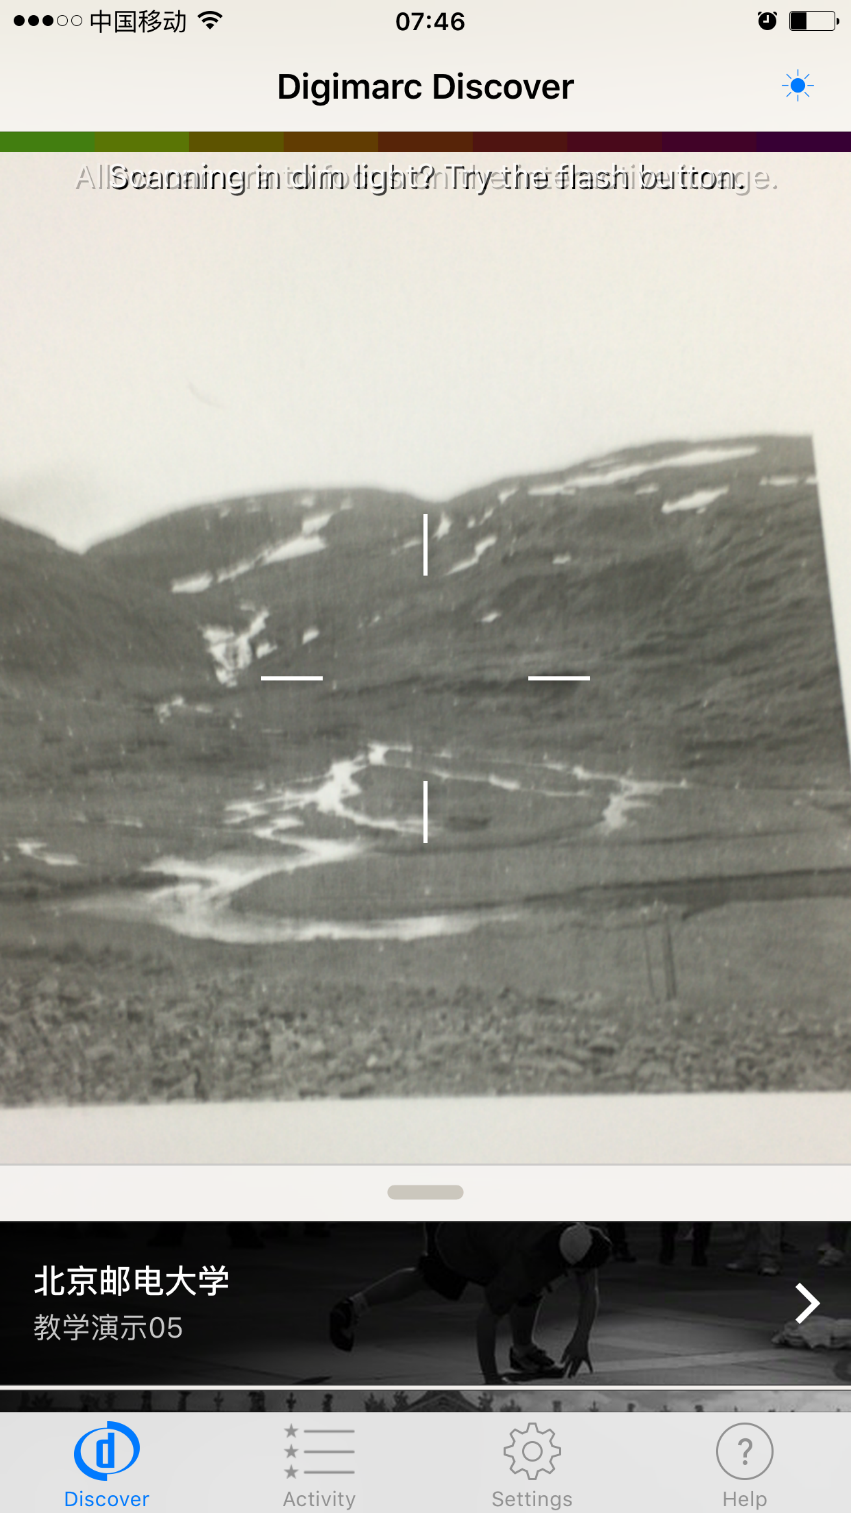 中国移动
07:46
Digimarc Discover
Scanning in dim light? Try the flash button.
北京邮电大学
教学演示05
Discover
Activity
Settings
Help